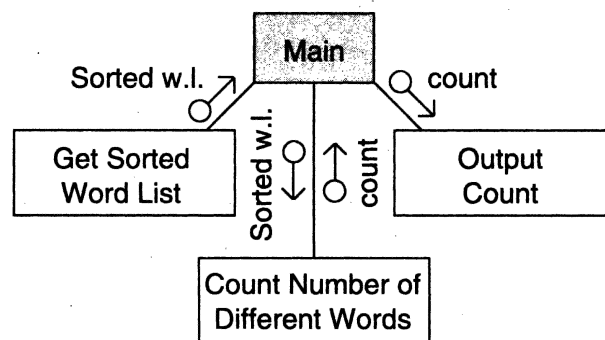 Main
Sorted w.l.
count
Get Sorted
Word List
Sorted w.l.
count
Output
Count
Count Number of
Different Words